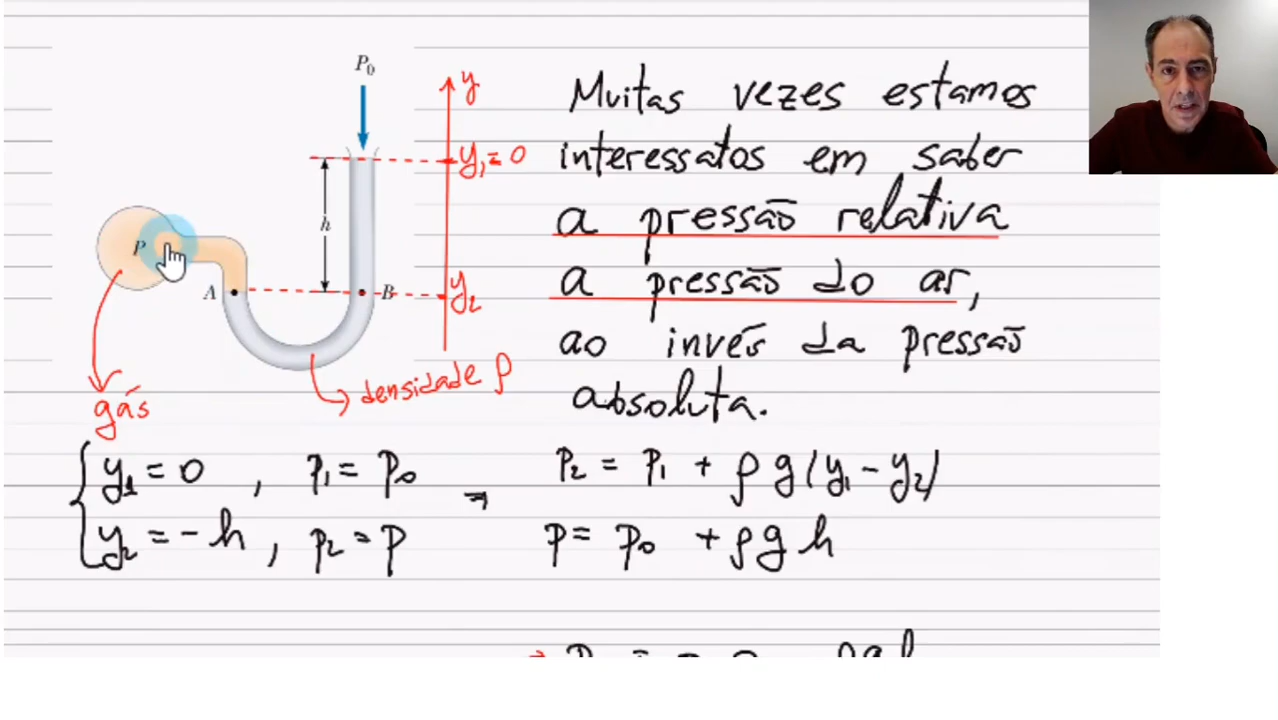 P₀
y
y₁ = 0
h
P
A
B
y₂
densidade ρ
gás
Muitas vezes estamos
interessatos em saber
a pressão relativa
a pressão do ar,
ao invés da pressão
absoluta.
y₁ = 0 , p₁ = p₀ ⇒ p₂ = p₁ + ρ g (y₁ - y₂)
y₂ = - h , p₂ = p p = p₀ + ρ g h